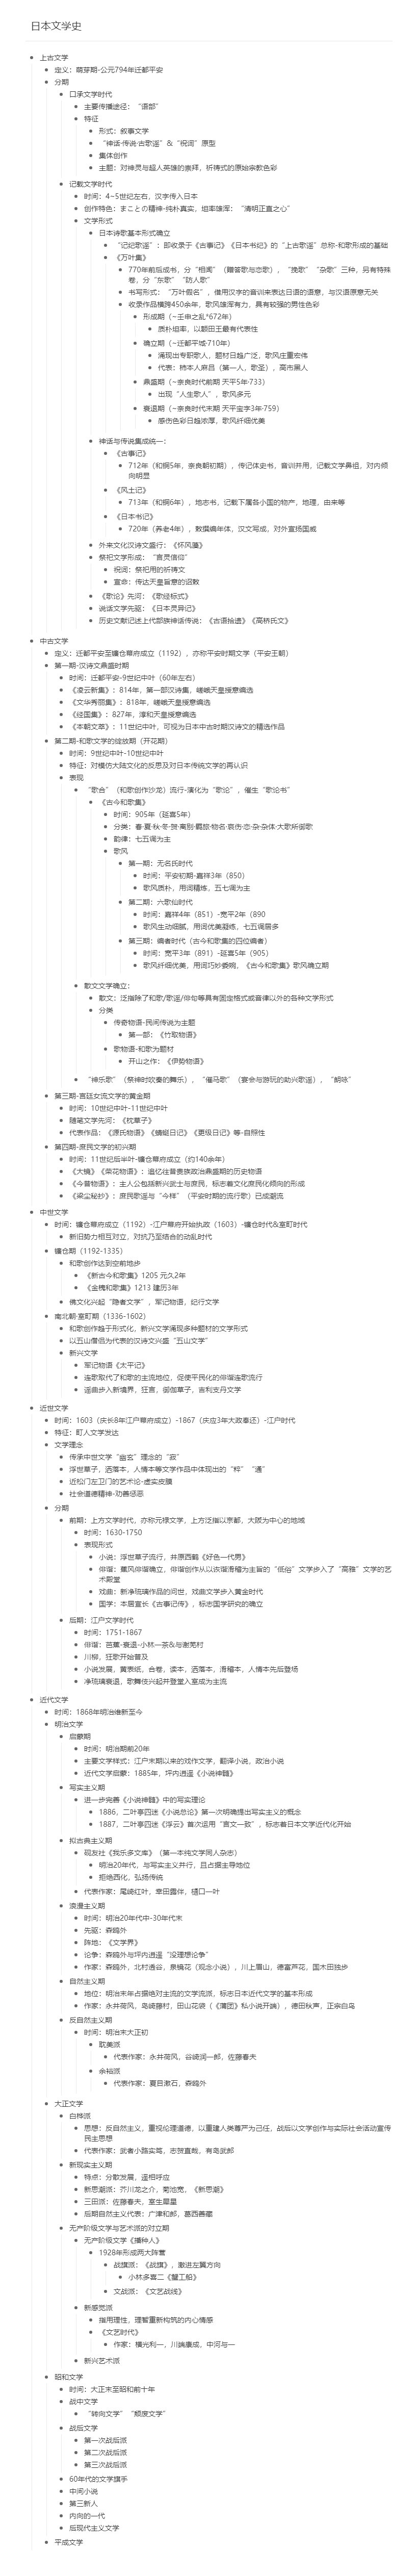 日本文学史
上古文学
定义：萌芽期-公元794年迁都平安
分期
口承文学时代
主要传播途径：“语部”
特征
形式：叙事文学
“神话·传说·古歌谣”&“祝词”原型
集体创作
主题：对神灵与超人英雄的崇拜，祈祷式的原始宗教色彩
记载文学时代
时间：4~5世纪左右，汉字传入日本
创作特色：まことの精神-纯朴真实，坦率雄浑：“清明正直之心”
文学形式
日本诗歌基本形式确立
“记纪歌谣”：即收录于《古事记》《日本书纪》的“上古歌谣”总称-和歌形成的基础
《万叶集》
770年前后成书，分“相闻”（赠答歌与恋歌），“挽歌”“杂歌”三种，另有特殊
卷，分“东歌”“防人歌”
书写形式：“万叶假名”，借用汉字的音训来表达日语的语意，与汉语原意无关
收录作品横跨450余年，歌风雄浑有力，具有较强的男性色彩
形成期（~壬申之乱^672年）
质朴坦率，以额田王最有代表性
确立期（~迁都平城·710年）
涌现出专职歌人，题材日趋广泛，歌风庄重宏伟
代表：柿本人麻吕（第一人，歌圣），高市黑人
鼎盛期（~奈良时代前期 天平5年·733）
出现“人生歌人”，歌风多元
衰退期（~奈良时代末期 天平宝字3年·759）
感伤色彩日趋浓厚，歌风纤细优美
神话与传说集成统一：
《古事记》
712年（和铜5年，奈良朝初期），传记体史书，音训并用，记载文学鼻祖，对内倾
向明显
《风土记》
713年（和铜6年），地志书，记载下属各小国的物产，地理，由来等
《日本书记》
720年（养老4年），敕撰编年体，汉文写成，对外宣扬国威
外来文化汉诗文盛行：《怀风藻》
祭祀文学形成：“言灵信仰”
祝词：祭祀用的祈祷文
宣命：传达天皇旨意的诏敕
《歌论》先河：《歌经标式》
说话文学先驱：《日本灵异记》
历史文献记述上代部族神话传说：《古语拾遗》《高桥氏文》
中古文学
定义：迁都平安至镰仓幕府成立（1192），亦称平安时期文学（平安王朝）
第一期-汉诗文鼎盛时期
时间：迁都平安-9世纪中叶（60年左右）
《凌云新集》：814年，第一部汉诗集，嵯峨天皇授意编选
《文华秀丽集》：818年，嵯峨天皇授意编选
《经国集》：827年，淳和天皇授意编选
《本朝文萃》：11世纪中叶，可视为日本中古时期汉诗文的精选作品
第二期-和歌文学的绽放期（开花期）
时间：9世纪中叶-10世纪中叶
特征：对模仿大陆文化的反思及对日本传统文学的再认识
表现
“歌合”（和歌创作沙龙）流行-演化为“歌论”，催生“歌论书”
《古今和歌集》
时间：905年（延喜5年）
分类：春·夏·秋·冬·贺·离别·羁旅·物名·哀伤·恋·杂·杂体·大歌所御歌
韵律：七五调为主
歌风
第一期：无名氏时代
时间：平安初期-嘉祥3年（850）
歌风质朴，用词精炼，五七调为主
第二期：六歌仙时代
时间：嘉祥4年（851）-宽平2年（890
歌风生动细腻，用词优美凝练，七五调居多
第三期：编者时代（古今和歌集的四位编者）
时间：宽平3年（891）-延喜5年（905）
歌风纤细优美，用词巧妙委婉，《古今和歌集》歌风确立期
散文文学确立：
散文：泛指除了和歌/歌谣/俳句等具有固定格式或音律以外的各种文学形式
分类
传奇物语-民间传说为主题
第一部：《竹取物语》
歌物语-和歌为题材
开山之作：《伊势物语》
“神乐歌”（祭神时吹奏的舞乐），“催马歌”（宴会与游玩的助兴歌谣），“朗咏”
第三期-宫廷女流文学的黄金期
时间：10世纪中叶-11世纪中叶
随笔文学先河：《枕草子》
代表作品：《源氏物语》《蜻蜓日记》《更级日记》等-自照性
第四期-庶民文学的初兴期
时间：11世纪后半叶-镰仓幕府成立（约140余年）
《大镜》《荣花物语》：追忆往昔贵族政治鼎盛期的历史物语
《今昔物语》：主人公包括新兴武士与庶民，标志着文化庶民化倾向的形成
《梁尘秘抄》：庶民歌谣与“今样”（平安时期的流行歌）已成潮流
中世文学
时间：镰仓幕府成立（1192）-江户幕府开始执政（1603）-镰仓时代&室町时代
新旧势力相互对立，对抗乃至结合的动乱时代
镰仓期（1192-1335）
和歌创作达到空前地步
《新古今和歌集》1205 元久2年
《金槐和歌集》1213 建历3年
佛文化兴起“隐者文学”，军记物语，纪行文学
南北朝·室町期（1336-1602）
和歌创作趋于形式化，新兴文学涌现多种题材的文学形式
以五山僧侣为代表的汉诗文兴盛“五山文学”
新兴文学
军记物语《太平记》
连歌取代了和歌的主流地位，促使平民化的俳谐连歌流行
谣曲步入新境界，狂言，御伽草子，吉利支丹文学
近世文学
时间：1603（庆长8年江户幕府成立）-1867（庆应3年大政奉还）-江户时代
特征：町人文学发达
文学理念
传承中世文学“幽玄”理念的“寂”
浮世草子，洒落本，人情本等文学作品中体现出的“粹”“通”
近松门左卫门的艺术论-虚实皮膜
社会道德精神-劝善惩恶
分期
前期：上方文学时代，亦称元禄文学，上方泛指以京都，大阪为中心的地域
时间：1630-1750
表现形式
小说：浮世草子流行，井原西鹤《好色一代男》
俳谐：蕉风俳谐确立，俳谐创作从以诙谐滑稽为主旨的“低俗”文学步入了“高雅”文学的艺
术殿堂
戏曲：新净琉璃作品的问世，戏曲文学步入黄金时代
国学：本居宣长《古事记传》，标志国学研究的确立
后期：江户文学时代
时间：1751-1867
俳谐：芭蕉-衰退-小林一茶&与谢芜村
川柳，狂歌开始普及
小说发展，黄表纸，合卷，读本，洒落本，滑稽本，人情本先后登场
净琉璃衰退，歌舞伎兴起并登堂入室成为主流
近代文学
时间：1868年明治维新至今
明治文学
启蒙期
时间：明治期前20年
主要文学样式：江户末期以来的戏作文学，翻译小说，政治小说
近代文学启蒙：1885年，坪内逍遥《小说神髓》
写实主义期
进一步完善《小说神髓》中的写实理论
1886，二叶亭四迷《小说总论》第一次明确提出写实主义的概念
1887，二叶亭四迷《浮云》首次运用“言文一致”，标志着日本文学近代化开始
拟古典主义期
砚友社《我乐多文库》（第一本纯文学同人杂志）
明治20年代，与写实主义并行，且占据主导地位
拒绝西化，弘扬传统
代表作家：尾崎红叶，幸田露伴，樋口一叶
浪漫主义期
时间：明治20年代中-30年代末
先驱：森鸥外
阵地：《文学界》
论争：森鸥外与坪内逍遥“没理想论争”
作家：森鸥外，北村透谷，泉镜花（观念小说），川上眉山，德富芦花，国木田独步
自然主义期
地位：明治末年占据绝对主流的文学流派，标志日本近代文学的基本形成
作家：永井荷风，岛崎藤村，田山花袋（《蒲团》私小说开端），德田秋声，正宗白鸟
反自然主义期
时间：明治末大正初
耽美派
代表作家：永井荷风，谷崎润一郎，佐藤春夫
余裕派
代表作家：夏目漱石，森鸥外
大正文学
白桦派
思想：反自然主义，重视伦理道德，以重建人类尊严为己任，战后以文学创作与实际社会活动宣传
民主思想
代表作家：武者小路实笃，志贺直哉，有岛武郎
新现实主义期
特点：分散发展，遥相呼应
新思潮派：芥川龙之介，菊池宽，《新思潮》
三田派：佐藤春夫，室生犀星
后期自然主义代表：广津和郎，葛西善藏
无产阶级文学与艺术派的对立期
无产阶级文学《播种人》
1928年形成两大阵营
战旗派：《战旗》，激进左翼方向
小林多喜二《蟹工船》
文战派：《文艺战线》
新感觉派
指用理性，理智重新构筑的内心情感
《文艺时代》
作家：横光利一，川端康成，中河与一
新兴艺术派
昭和文学
时间：大正末至昭和前十年
战中文学
“转向文学”“颓废文学”
战后文学
第一次战后派
第二次战后派
第三次战后派
60年代的文学旗手
中间小说
第三新人
内向的一代
后现代主义文学
平成文学